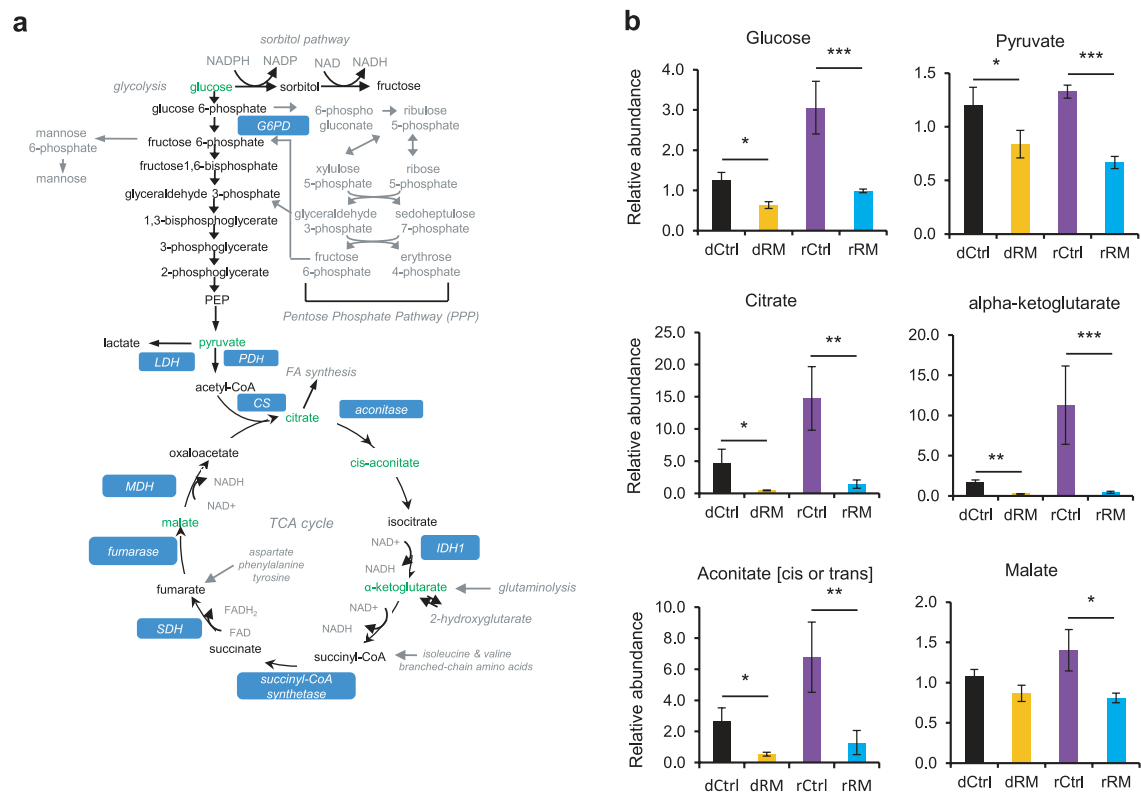 a
sorbitol pathway
NADPH NADP NAD NADH
glycolysis
glucose sorbitol fructose
glucose 6-phosphate
6-phospho
gluconate
ribulose
5-phosphate
G6PD
mannose
6-phosphate
fructose 6-phosphate
fructose1,6-bisphosphate
mannose
xylulose
5-phosphate
ribose
5-phosphate
glyceraldehyde 3-phosphate
1,3-bisphosphoglycerate
glyceraldehyde
3-phosphate
sedoheptulose
7-phosphate
3-phosphoglycerate
2-phosphoglycerate
fructose
6-phosphate
erythrose
4-phosphate
PEP
Pentose Phosphate Pathway (PPP)
lactate
pyruvate
LDH
PDH
acetyl-CoA
FA synthesis
CS
citrate
aconitase
oxaloacetate
cis-aconitate
MDH
NADH
NAD+
malate
TCA cycle
isocitrate
NAD+
IDH1
fumarase
aspartate
phenylalanine
tyrosine
NADH
fumarate
α-ketoglutarate
glutaminolysis
NAD+
2-hydroxyglutarate
FADH2
SDH
FAD
NADH
succinate
succinyl-CoA
isoleucine & valine
branched-chain amino acids
succinyl-CoA
synthetase
b
Glucose
Relative abundance
4.0
3.0
2.0
1.0
0.0
*
***
dCtrl dRM rCtrl rRM
Pyruvate
1.5
1.0
0.5
0.0
*
***
dCtrl dRM rCtrl rRM
Citrate
Relative abundance
25.0
20.0
15.0
10.0
5.0
0.0
*
**
dCtrl dRM rCtrl rRM
alpha-ketoglutarate
20.0
15.0
10.0
5.0
0.0
**
***
dCtrl dRM rCtrl rRM
Aconitate [cis or trans]
Relative abundance
10.0
8.0
6.0
4.0
2.0
0.0
*
**
dCtrl dRM rCtrl rRM
Malate
2.0
1.5
1.0
0.5
0.0
*
dCtrl dRM rCtrl rRM